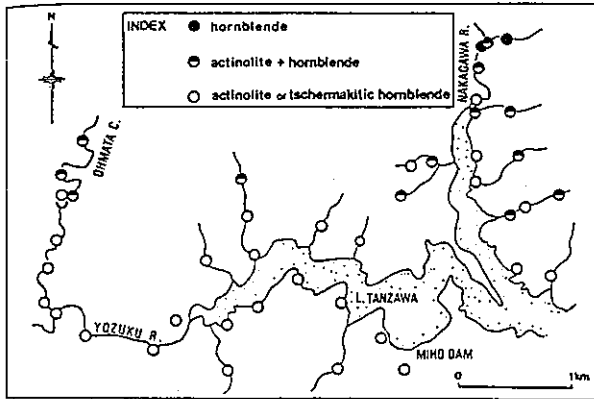 N
INDEX
hornblende
actinolite + hornblende
actinolite or tschermakitic hornblende
NAKAGAWA R.
OHMATA C.
L. TANZAWA
YOZUKU R.
MIHO DAM
0 1km